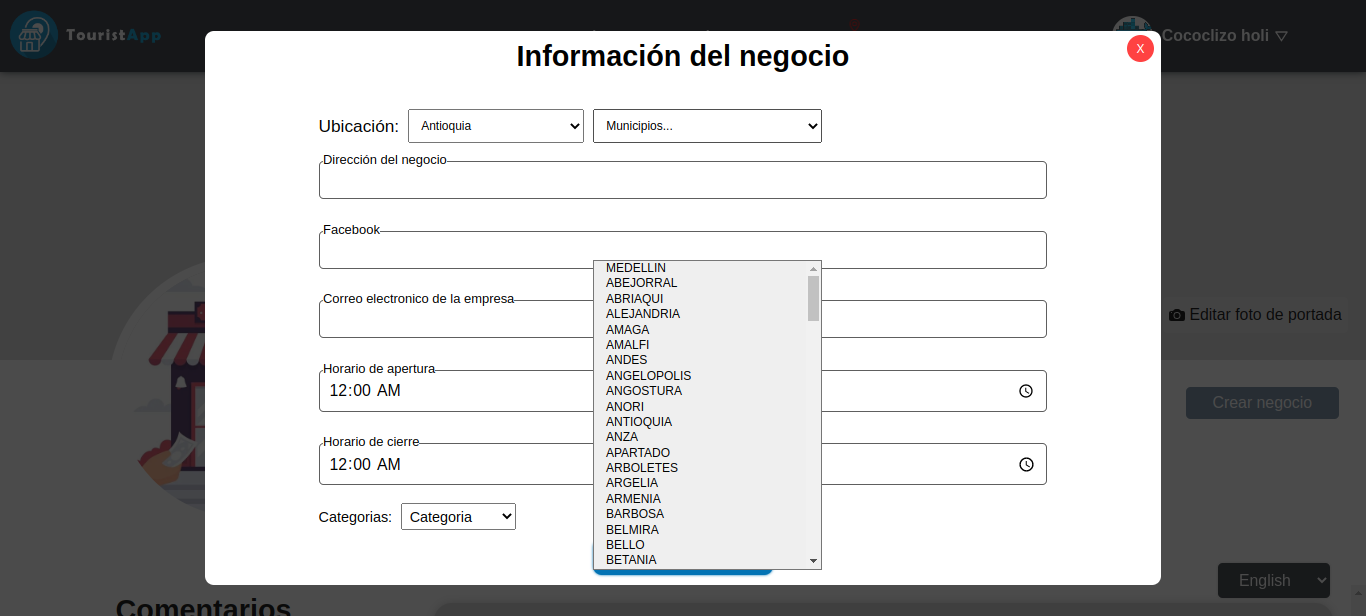 TouristApp
Cococlizo holi
Información del negocio
X
Ubicación:
Antioquia
Municipios...
Dirección del negocio
Facebook
MEDELLIN
ABEJORRAL
ABRIAQUI
ALEJANDRIA
AMAGA
AMALFI
ANDES
ANGELOPOLIS
ANGOSTURA
ANORI
ANTIOQUIA
ANZA
APARTADO
ARBOLETES
ARGELIA
ARMENIA
BARBOSA
BELMIRA
BELLO
BETANIA
Correo electronico de la empresa
Editar foto de portada
Horario de apertura
12:00 AM
Crear negocio
Horario de cierre
12:00 AM
Categorias:
Categoria
English
Comentarios